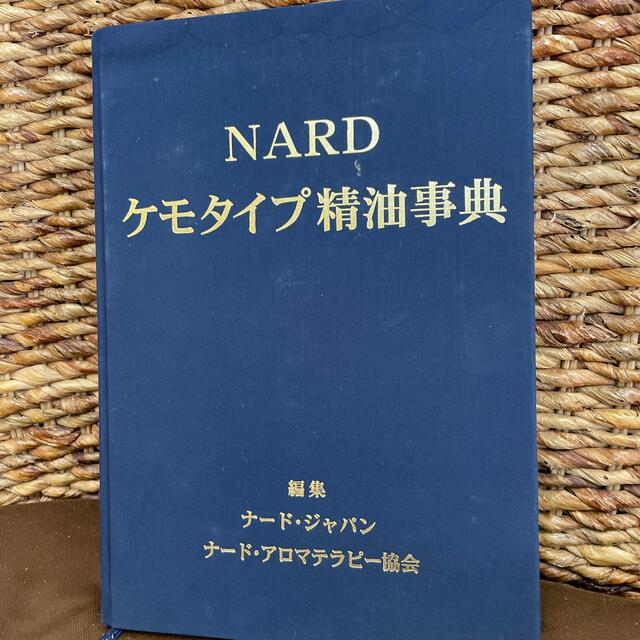 NARD
ケモタイプ精油事典
編集
ナード・ジャパン
ナード・アロマテラピー協会